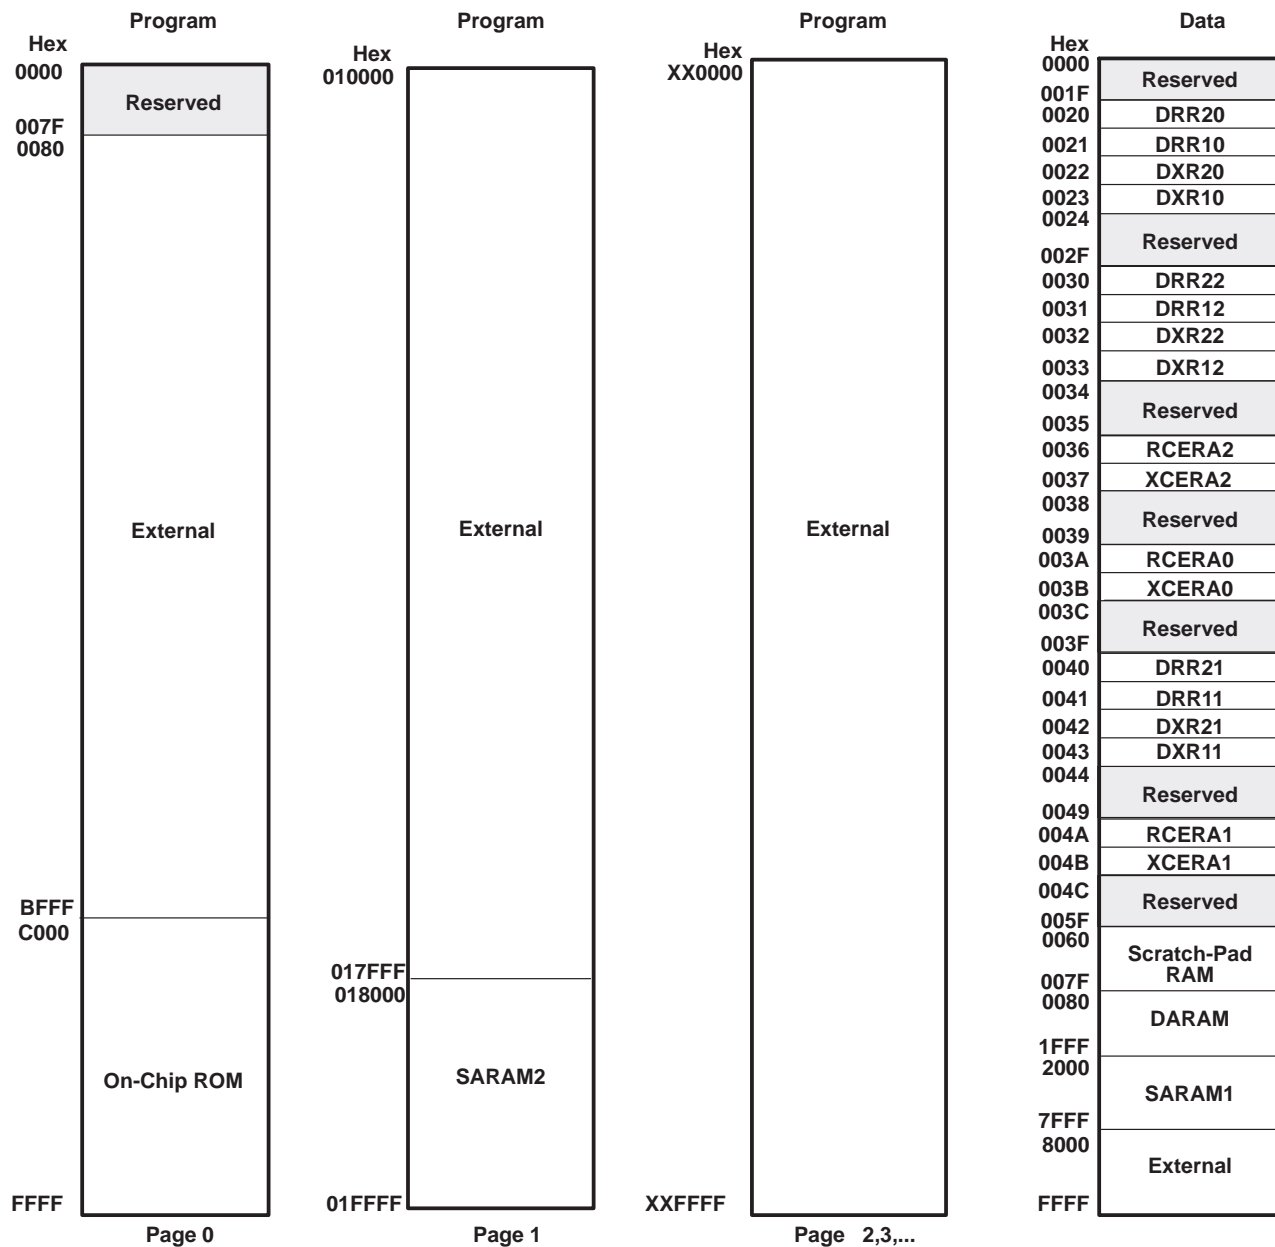 Program
Hex
0000
Reserved
007F
0080
External
BFFF
C000
On-Chip ROM
FFFF
Page 0
Program
Hex
010000
External
017FFF
018000
SARAM2
01FFFF
Page 1
Program
Hex
XX0000
External
XXFFFF
Page 2,3,...
Data
Hex
0000
Reserved
001F
0020 DRR20
0021 DRR10
0022 DXR20
0023 DXR10
0024
Reserved
002F
0030 DRR22
0031 DRR12
0032 DXR22
0033 DXR12
0034
Reserved
0035
0036 RCERA2
0037 XCERA2
0038
Reserved
0039
003A RCERA0
003B XCERA0
003C
Reserved
003F
0040 DRR21
0041 DRR11
0042 DXR21
0043 DXR11
0044
Reserved
0049
004A RCERA1
004B XCERA1
004C
Reserved
005F
0060
Scratch-Pad
RAM
007F
0080
DARAM
1FFF
2000
SARAM1
7FFF
8000
External
FFFF